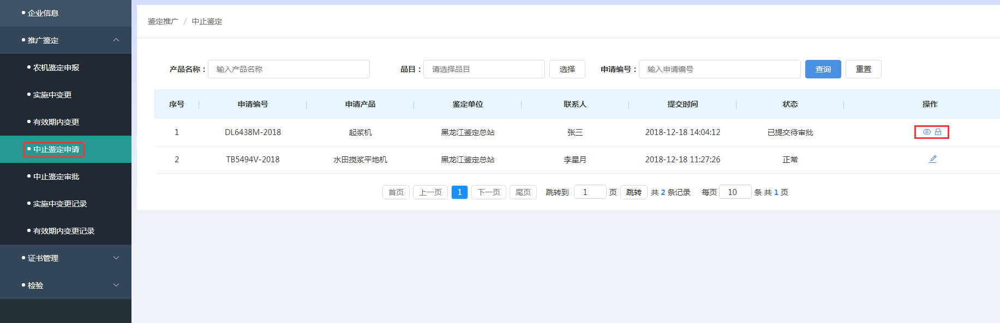 企业信息
推广鉴定
农机鉴定申报
实施中变更
有效期内变更
中止鉴定申请
中止鉴定审批
实施中变更记录
有效期内变更记录
证书管理
检验
鉴定推广 / 中止鉴定
产品名称： 输入产品名称 品目： 请选择品目 选择 申请编号： 输入申请编号 查询 重置
序号 申请编号 申请产品 鉴定单位 联系人 提交时间 状态 操作
1 DL6438M-2018 起浆机 黑龙江鉴定总站 张三 2018-12-18 14:04:12 已提交待审批
2 TB5494V-2018 水田搅浆平地机 黑龙江鉴定总站 李星月 2018-12-18 11:27:26 正常
首页 上一页 1 下一页 尾页 跳转到 1 页 跳转 共 2 条记录 每页 10 条 共 1 页